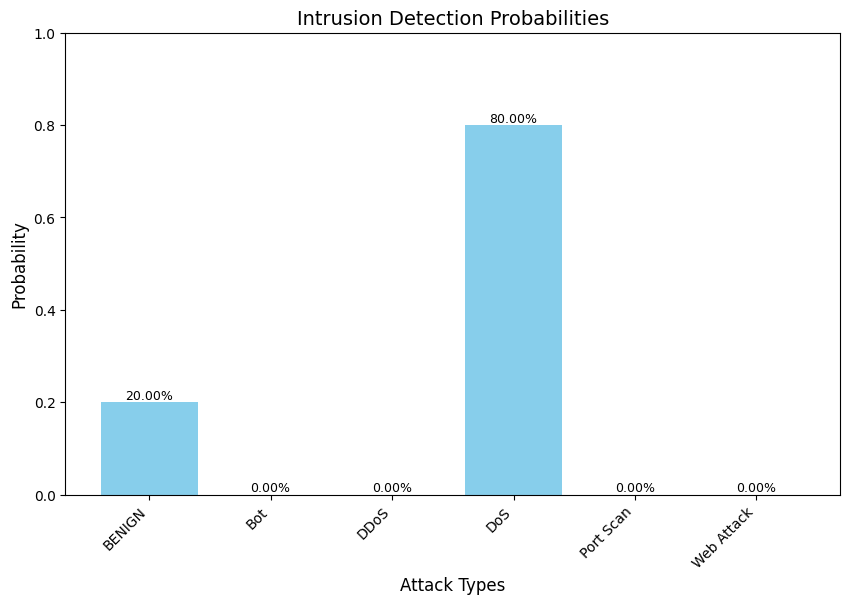 Intrusion Detection Probabilities
1.0
0.8
0.6
0.4
0.2
0.0
Probability
20.00%
0.00%
0.00%
80.00%
0.00%
0.00%
BENIGN
Bot
DDoS
DoS
Port Scan
Web Attack
Attack Types